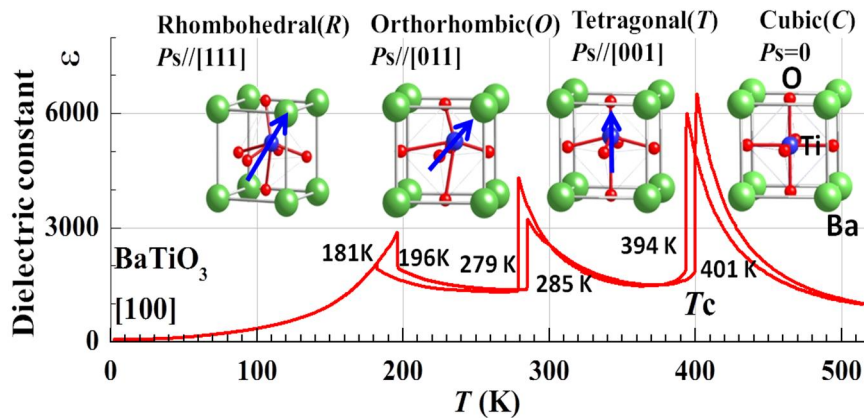 Rhombohedral(R)
Ps//[111]
Orthorhombic(O)
Ps//[011]
Tetragonal(T)
Ps//[001]
Cubic(C)
Ps=0
O
Ti
Ba
Dielectric constant ε
6000
3000
0
BaTiO₃
[100]
181K
196K
279 K
285 K
394 K
401 K
Tc
0
100
200
300
400
500
T (K)